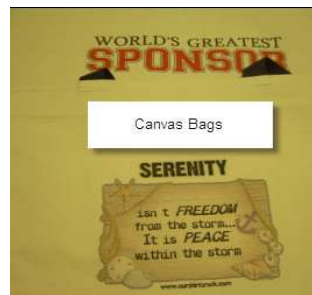 WORLD'S GREATEST
SPONSOR
Canvas Bags
SERENITY
isn t FREEDOM
from the storm...
It is PEACE
within the storm